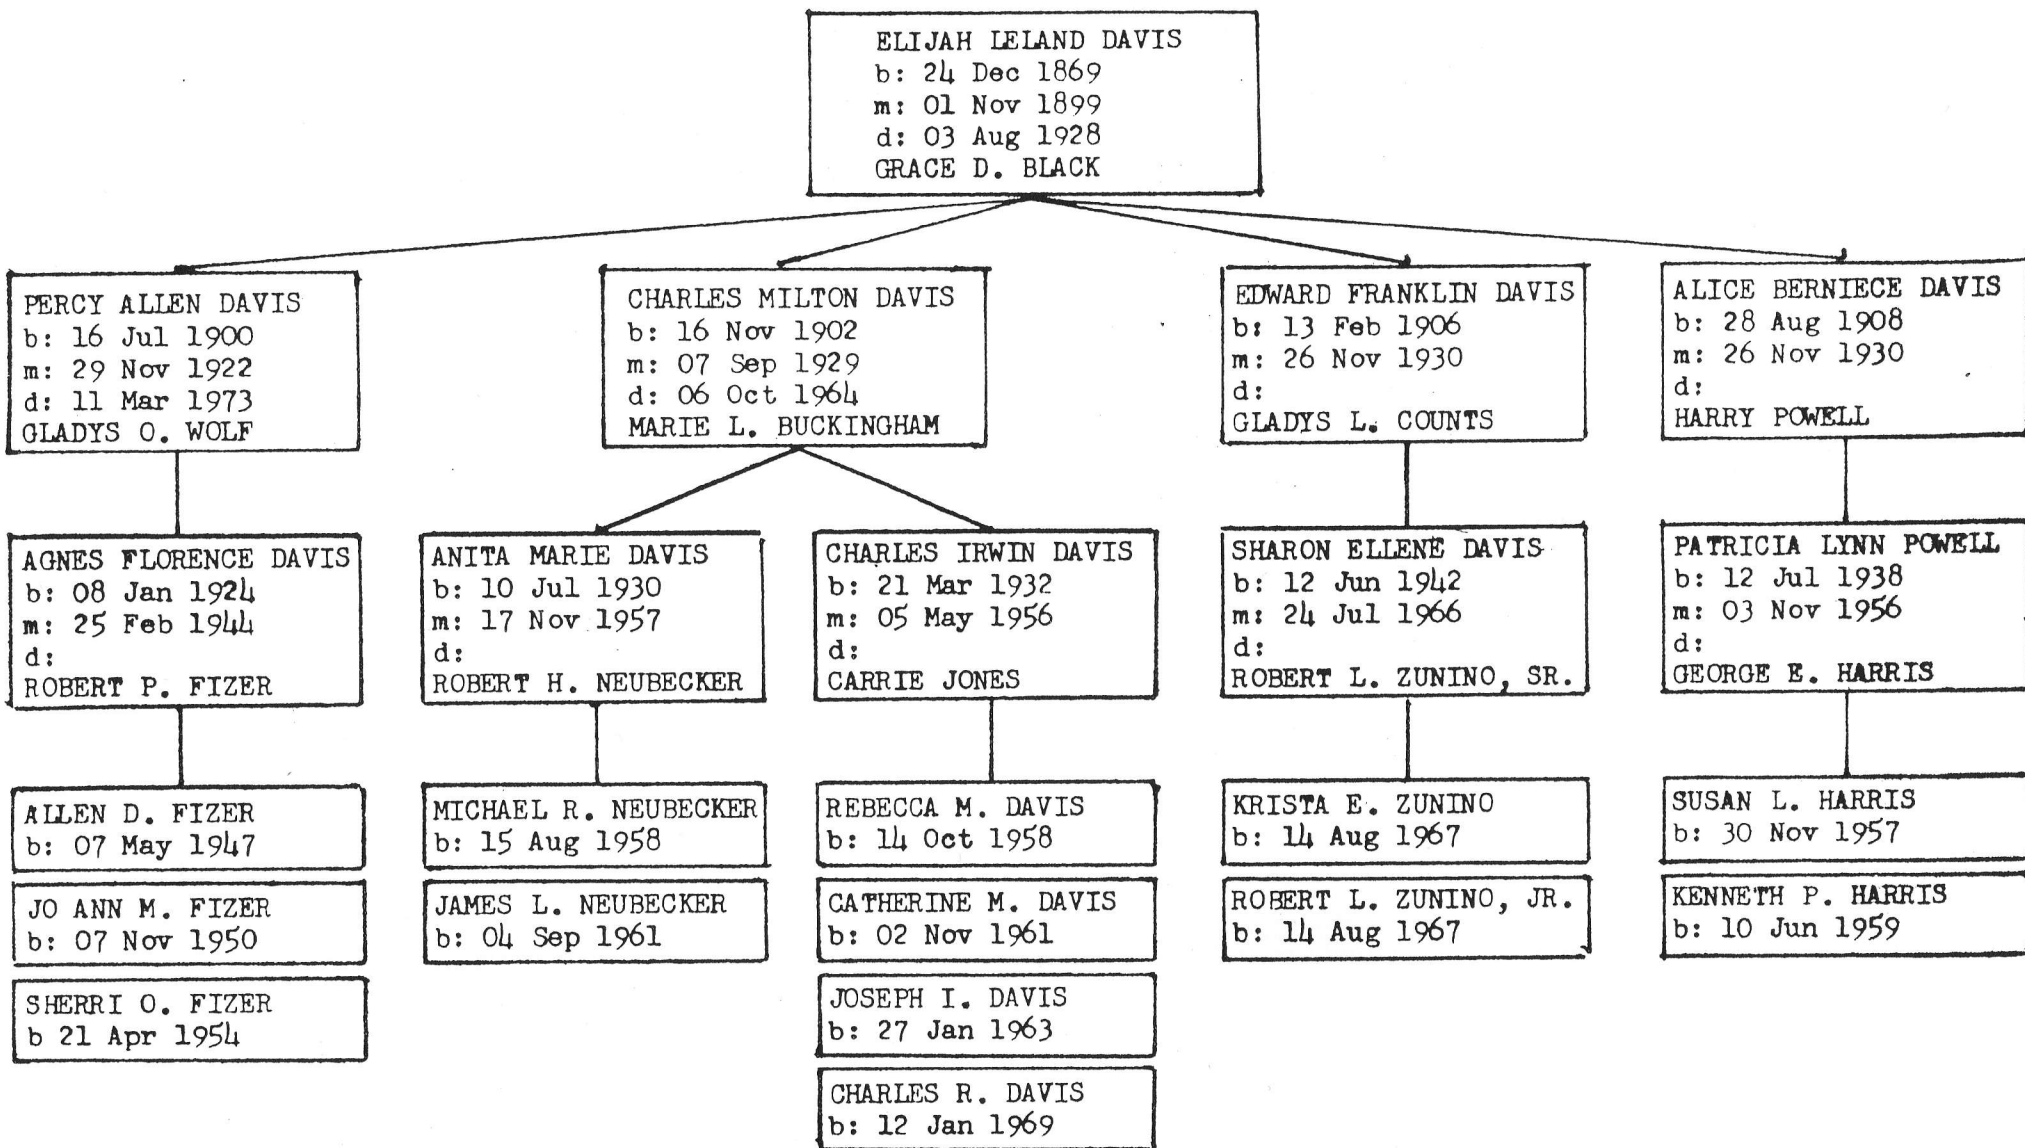 ELIJAH LELAND DAVIS
b: 24 Dec 1869
m: 01 Nov 1899
d: 03 Aug 1928
GRACE D. BLACK
PERCY ALLEN DAVIS
b: 16 Jul 1900
m: 29 Nov 1922
d: 11 Mar 1973
GLADYS O. WOLF
CHARLES MILTON DAVIS
b: 16 Nov 1902
m: 07 Sep 1929
d: 06 Oct 1964
MARIE L. BUCKINGHAM
EDWARD FRANKLIN DAVIS
b: 13 Feb 1906
m: 26 Nov 1930
d:
GLADYS L. COUNTS
ALICE BERNIECE DAVIS
b: 28 Aug 1908
m: 26 Nov 1930
d:
HARRY POWELL
AGNES FLORENCE DAVIS
b: 08 Jan 1924
m: 25 Feb 1944
d:
ROBERT P. FIZER
ANITA MARIE DAVIS
b: 10 Jul 1930
m: 17 Nov 1957
d:
ROBERT H. NEUBECKER
CHARLES IRWIN DAVIS
b: 21 Mar 1932
m: 05 May 1956
d:
CARRIE JONES
SHARON ELLENE DAVIS
b: 12 Jun 1942
m: 24 Jul 1966
d:
ROBERT L. ZUNINO, SR.
PATRICIA LYNN POWELL
b: 12 Jul 1938
m: 03 Nov 1956
d:
GEORGE E. HARRIS
ALLEN D. FIZER
b: 07 May 1947
JO ANN M. FIZER
b: 07 Nov 1950
SHERRI O. FIZER
b 21 Apr 1954
MICHAEL R. NEUBECKER
b: 15 Aug 1958
JAMES L. NEUBECKER
b: 04 Sep 1961
REBECCA M. DAVIS
b: 14 Oct 1958
CATHERINE M. DAVIS
b: 02 Nov 1961
JOSEPH I. DAVIS
b: 27 Jan 1963
CHARLES R. DAVIS
b: 12 Jan 1969
KRISTA E. ZUNINO
b: 14 Aug 1967
ROBERT L. ZUNINO, JR.
b: 14 Aug 1967
SUSAN L. HARRIS
b: 30 Nov 1957
KENNETH P. HARRIS
b: 10 Jun 1959